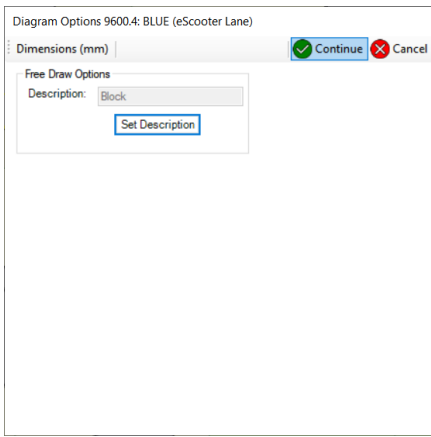 Diagram Options 9600.4: BLUE (eScooter Lane)
Dimensions (mm) Continue Cancel
Free Draw Options
Description: Block
Set Description